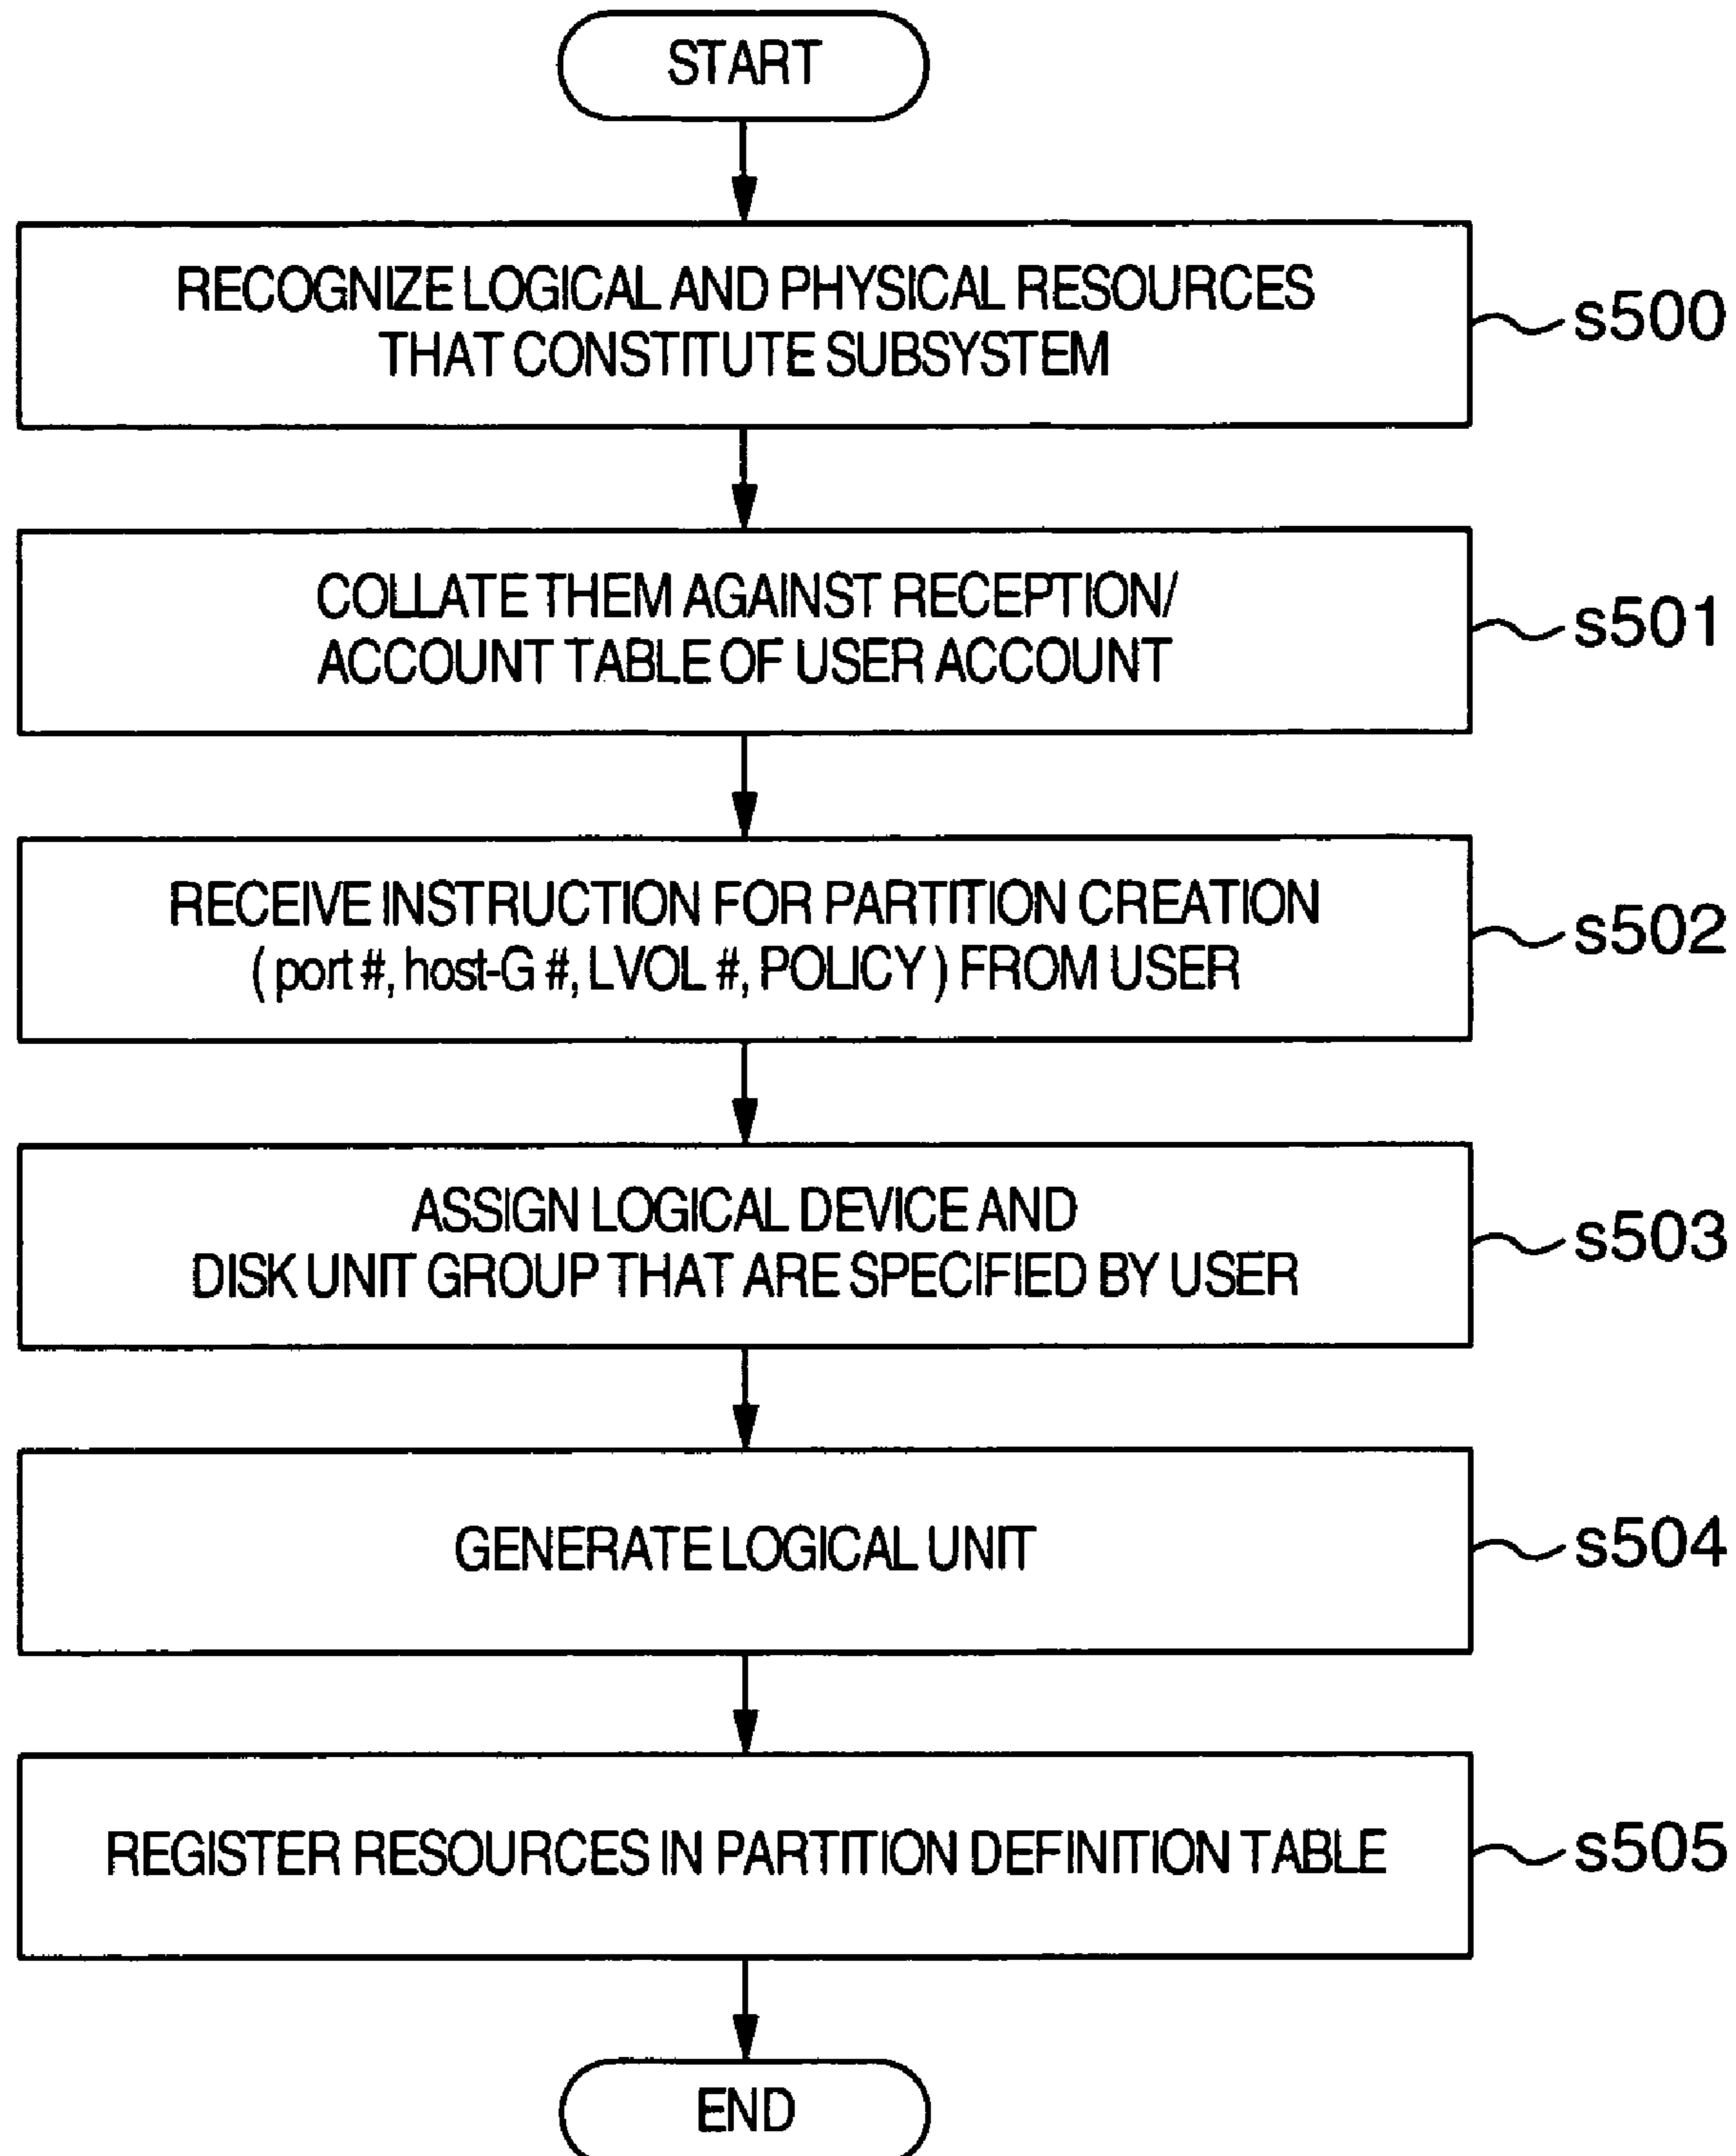 START
RECOGNIZE LOGICAL AND PHYSICAL RESOURCES
THAT CONSTITUTE SUBSYSTEM
s500
COLLATE THEM AGAINST RECEPTION/
ACCOUNT TABLE OF USER ACCOUNT
s501
RECEIVE INSTRUCTION FOR PARTITION CREATION
( port #, host-G #, LVOL #, POLICY ) FROM USER
s502
ASSIGN LOGICAL DEVICE AND
DISK UNIT GROUP THAT ARE SPECIFIED BY USER
s503
GENERATE LOGICAL UNIT
s504
REGISTER RESOURCES IN PARTITION DEFINITION TABLE
s505
END